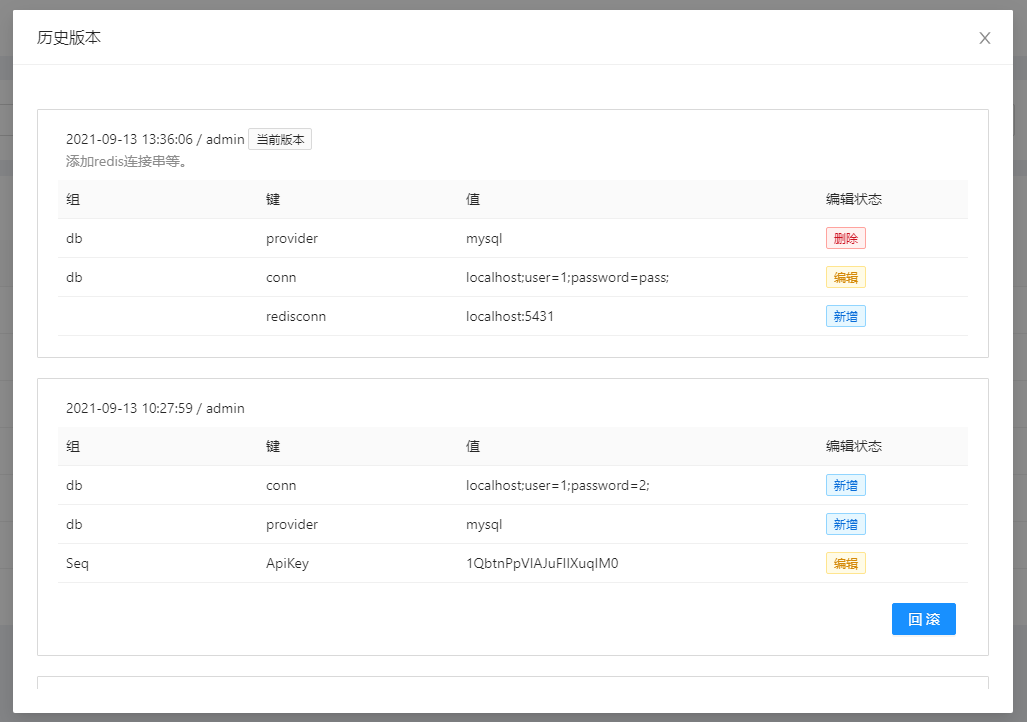 历史版本
2021-09-13 13:36:06 / admin 当前版本
添加redis连接串等。
组 键 值 编辑状态
db provider mysql 删除
db conn localhost;user=1;password=pass; 编辑
redisconn localhost:5431 新增
2021-09-13 10:27:59 / admin
组 键 值 编辑状态
db conn localhost;user=1;password=2; 新增
db provider mysql 新增
Seq ApiKey 1QbtnPpVIAJuFIIXuqIM0 编辑
回 滚